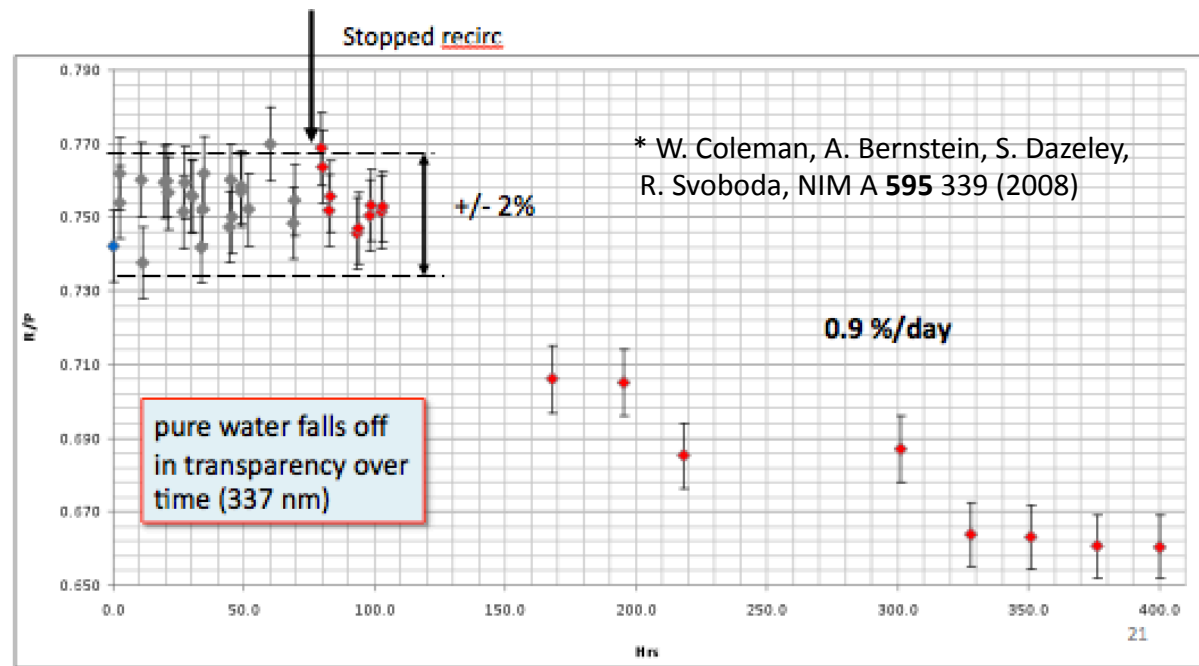 Stopped recirc
0.790
0.770
0.750
0.730
0.710
0.690
0.670
0.650
R/P
* W. Coleman, A. Bernstein, S. Dazeley,
R. Svoboda, NIM A 595 339 (2008)
+/- 2%
0.9 %/day
pure water falls off
in transparency over
time (337 nm)
0.0
50.0
100.0
150.0
200.0
250.0
300.0
350.0
400.0
Hrs
21